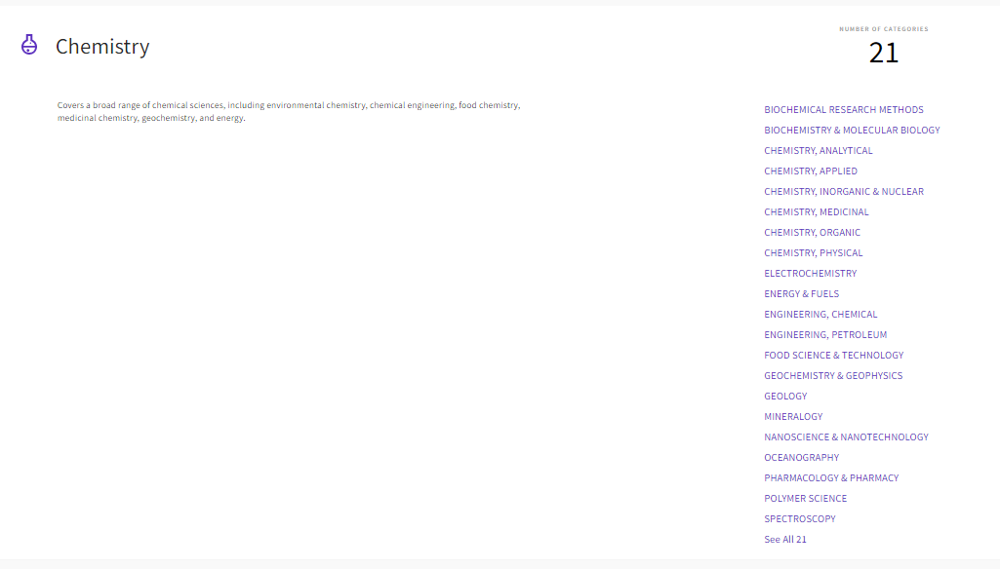 Chemistry
NUMBER OF CATEGORIES
21
Covers a broad range of chemical sciences, including environmental chemistry, chemical engineering, food chemistry,
medicinal chemistry, geochemistry, and energy.
BIOCHEMICAL RESEARCH METHODS
BIOCHEMISTRY & MOLECULAR BIOLOGY
CHEMISTRY, ANALYTICAL
CHEMISTRY, APPLIED
CHEMISTRY, INORGANIC & NUCLEAR
CHEMISTRY, MEDICINAL
CHEMISTRY, ORGANIC
CHEMISTRY, PHYSICAL
ELECTROCHEMISTRY
ENERGY & FUELS
ENGINEERING, CHEMICAL
ENGINEERING, PETROLEUM
FOOD SCIENCE & TECHNOLOGY
GEOCHEMISTRY & GEOPHYSICS
GEOLOGY
MINERALOGY
NANOSCIENCE & NANOTECHNOLOGY
OCEANOGRAPHY
PHARMACOLOGY & PHARMACY
POLYMER SCIENCE
SPECTROSCOPY
See All 21